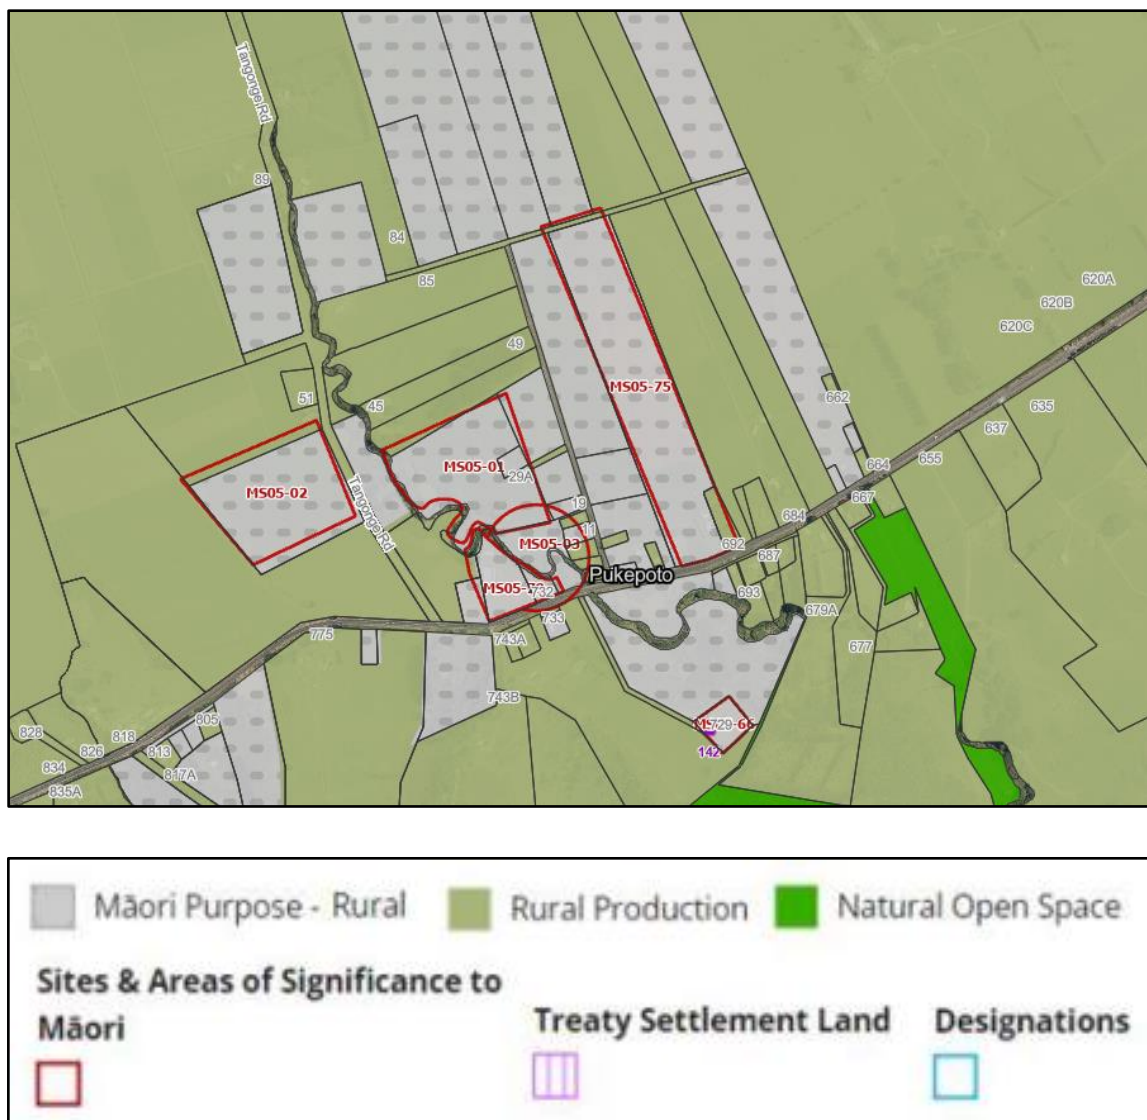 Tangonge Rd
89
84
85
620A
620B
620C
49
MS05-75
51
45
662
635
637
MS05-01
655
664
29A
MS05-02
667
19
684
Tangonge Rd
11
MS05-03
692
687
Pukepoto
732
693
733
679A
775
743A
677
743B
805
729
828
818
142
826
813
834
817A
835A
Māori Purpose - Rural
Rural Production
Natural Open Space
Sites & Areas of Significance to
Māori
Treaty Settlement Land
Designations